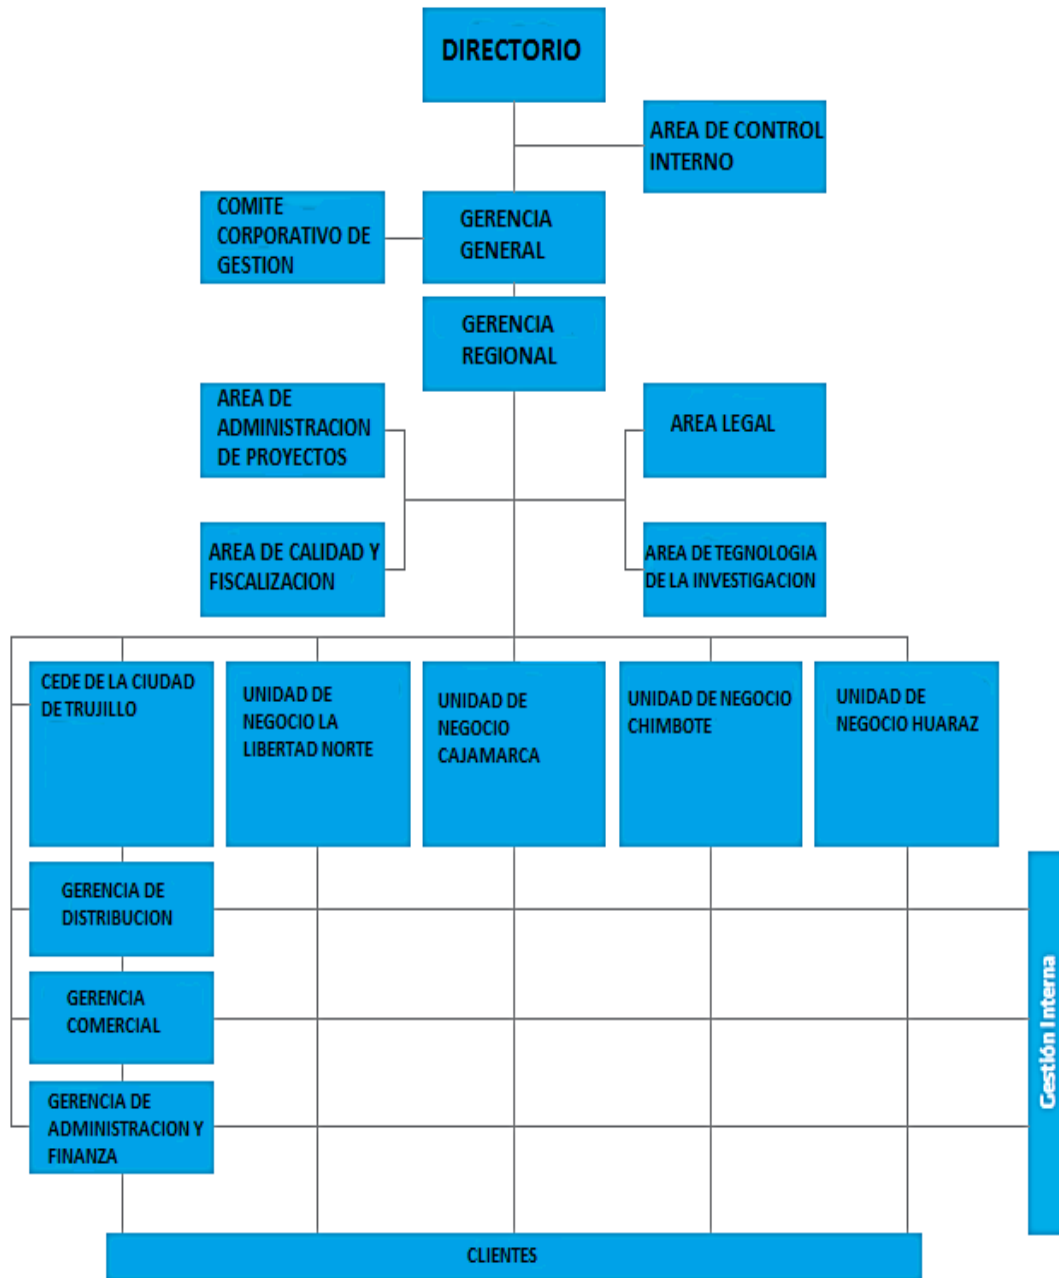 DIRECTORIO
AREA DE CONTROL
INTERNO
COMITE
CORPORATIVO DE
GESTION
GERENCIA
GENERAL
GERENCIA
REGIONAL
AREA DE
ADMINISTRACION
DE PROYECTOS
AREA LEGAL
AREA DE CALIDAD Y
FISCALIZACION
AREA DE TEGNOLOGIA
DE LA INVESTIGACION
CEDE DE LA CIUDAD
DE TRUJILLO
UNIDAD DE
NEGOCIO LA
LIBERTAD NORTE
UNIDAD DE
NEGOCIO
CAJAMARCA
UNIDAD DE NEGOCIO
CHIMBOTE
UNIDAD DE
NEGOCIO HUARAZ
GERENCIA DE
DISTRIBUCION
GERENCIA
COMERCIAL
GERENCIA DE
ADMINISTRACION Y
FINANZA
Gestión Interna
CLIENTES